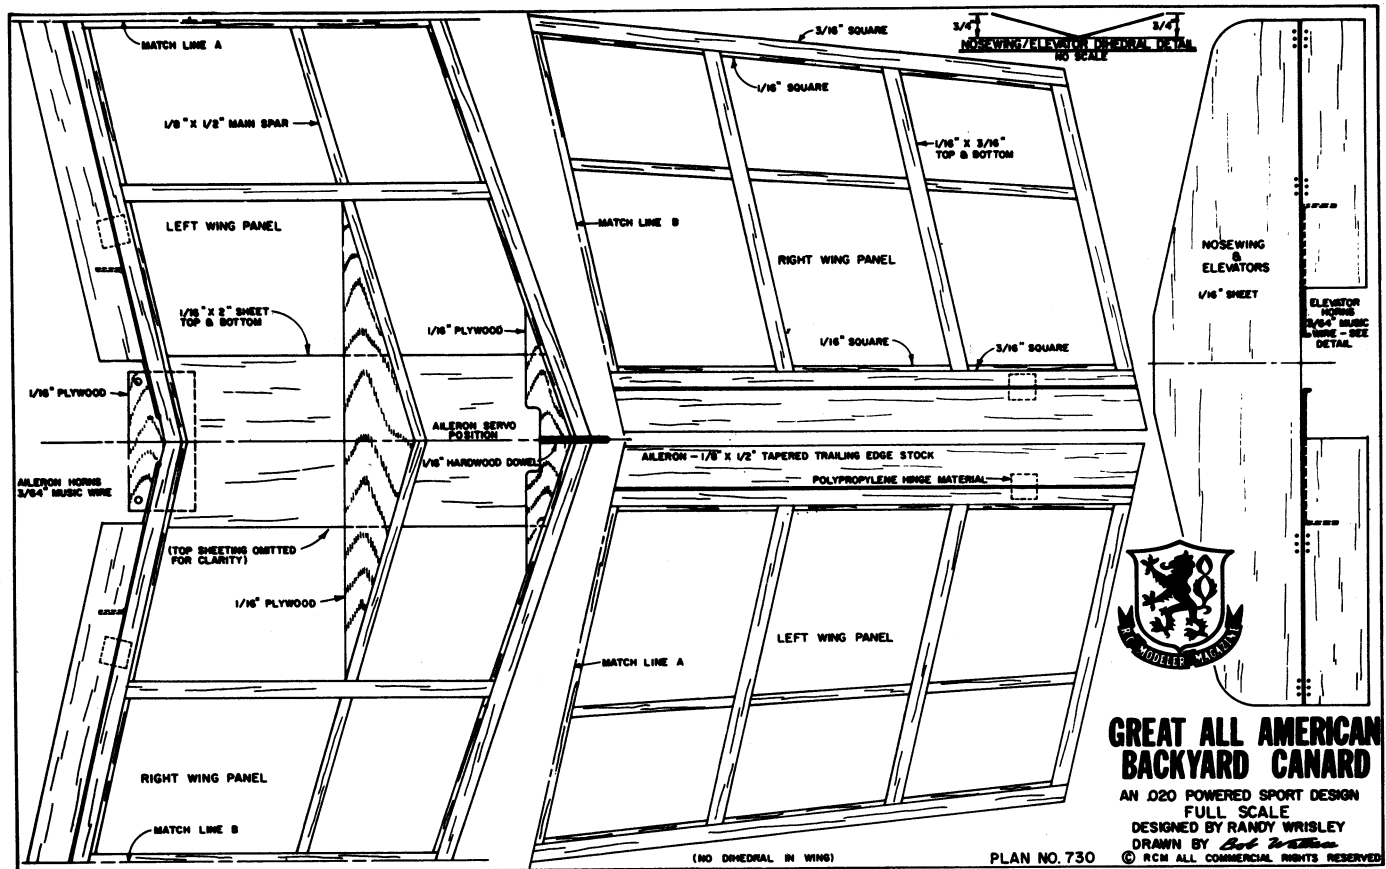 MATCH LINE A
1/8" X 1/2" MAIN SPAR
LEFT WING PANEL
1/16" X 2" SHEET
TOP & BOTTOM
1/16" PLYWOOD
1/16" PLYWOOD
AILERON SERVO
POSITION
1/16" HARDWOOD DOWEL
AILERON HORNS
3/64" MUSIC WIRE
(TOP SHEETING OMITTED
FOR CLARITY)
1/16" PLYWOOD
RIGHT WING PANEL
MATCH LINE B
3/16" SQUARE
1/16" SQUARE
1/16" X 3/16"
TOP & BOTTOM
MATCH LINE B
RIGHT WING PANEL
1/16" SQUARE
3/16" SQUARE
AILERON - 1/8" X 1/2" TAPERED TRAILING EDGE STOCK
POLYPROPYLENE HINGE MATERIAL
LEFT WING PANEL
MATCH LINE A
(NO DIHEDRAL IN WING)
3/4"
3/4"
NOSEWING/ELEVATOR DIHEDRAL DETAIL
NO SCALE
NOSEWING
&
ELEVATORS
1/16" SHEET
ELEVATOR
HORNS
3/64" MUSIC
WIRE - SEE
DETAIL
R/C MODELER MAGAZINE
GREAT ALL AMERICAN
BACKYARD CANARD
AN .020 POWERED SPORT DESIGN
FULL SCALE
DESIGNED BY RANDY WRISLEY
DRAWN BY Bob
PLAN NO. 730
© RCM ALL COMMERCIAL RIGHTS RESERVED